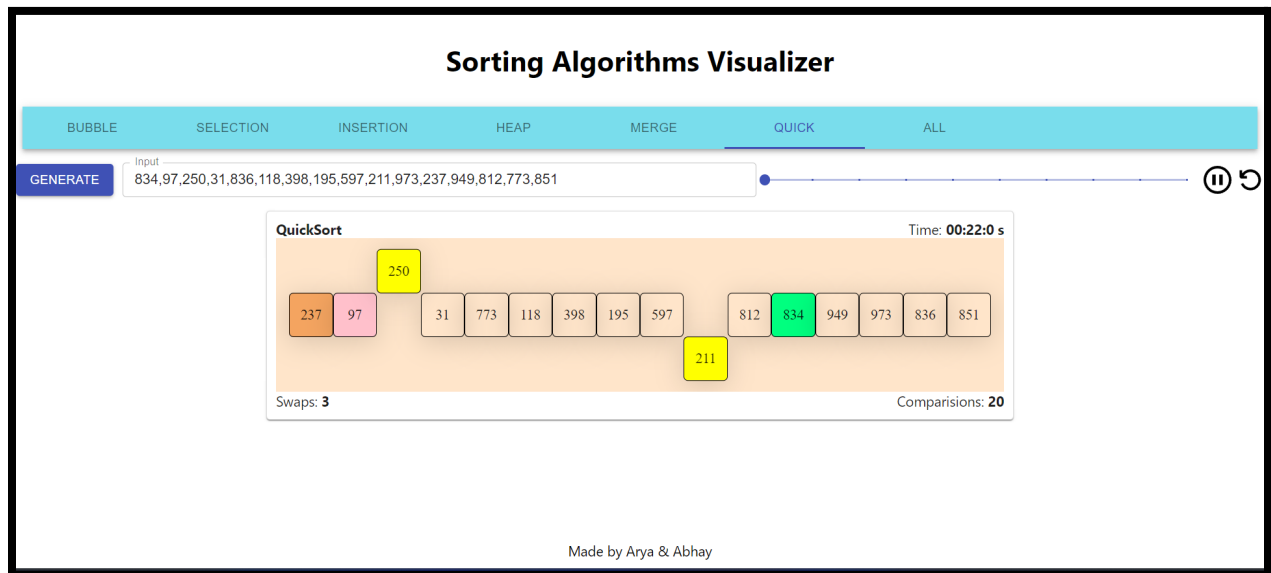 Sorting Algorithms Visualizer
BUBBLE SELECTION INSERTION HEAP MERGE QUICK ALL
GENERATE
Input
834,97,250,31,836,118,398,195,597,211,973,237,949,812,773,851
QuickSort Time: 00:22:0 s
250
237 97 31 773 118 398 195 597 812 834 949 973 836 851
211
Swaps: 3 Comparisions: 20
Made by Arya & Abhay